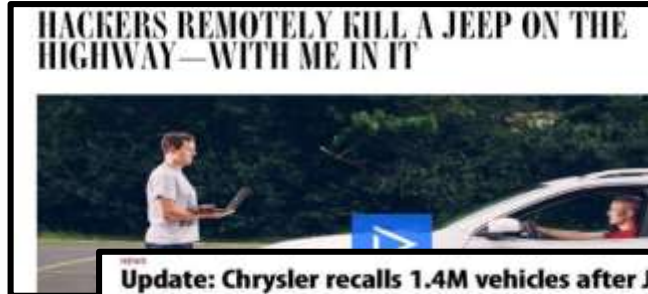 HACKERS REMOTELY KILL A JEEP ON THE
HIGHWAY—WITH ME IN IT
NEWS
Update: Chrysler recalls 1.4M vehicles after J